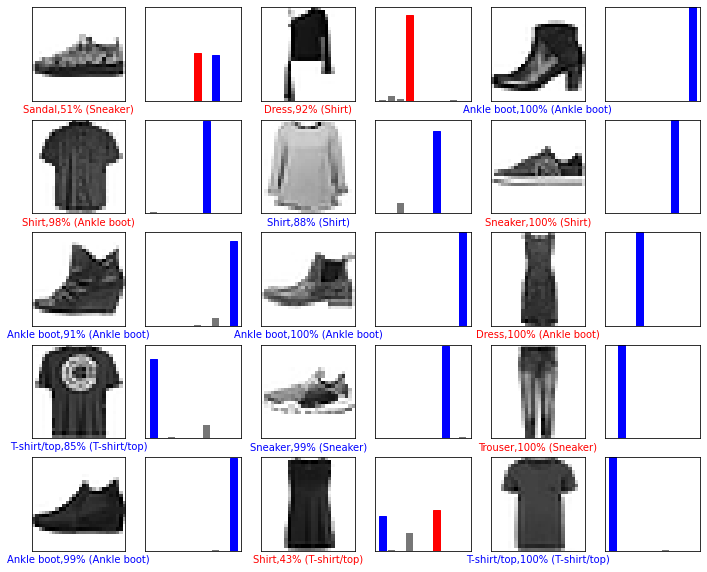 Sandal,51% (Sneaker)
Dress,92% (Shirt)
Ankle boot,100% (Ankle boot)
Shirt,98% (Ankle boot)
Shirt,88% (Shirt)
Sneaker,100% (Shirt)
Ankle boot,91% (Ankle boot)
Ankle boot,100% (Ankle boot)
Dress,100% (Ankle boot)
T-shirt/top,85% (T-shirt/top)
Sneaker,99% (Sneaker)
Trouser,100% (Sneaker)
Ankle boot,99% (Ankle boot)
Shirt,43% (T-shirt/top)
T-shirt/top,100% (T-shirt/top)